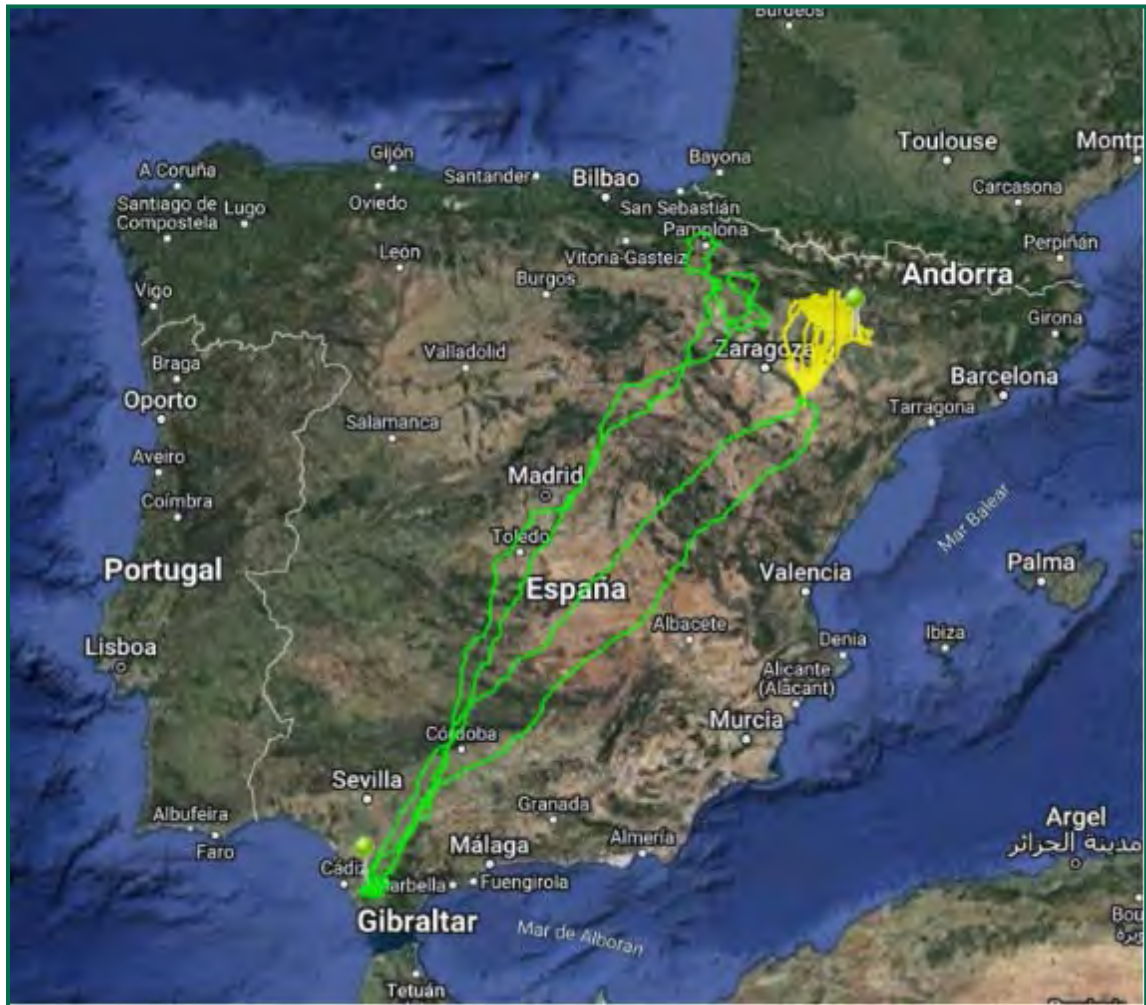 Burdeos
Toulouse
Montp
Gijón
Bayona
A Coruña
Santander
Bilbao
Carcasona
Santiago de
Compostela
Lugo
Oviedo
San Sebastián
Pamplona
Perpiñán
León
Vitoria-Gasteiz
Andorra
Burgos
Vigo
Girona
Valladolid
Zaragoza
Braga
Barcelona
Oporto
Tarragona
Salamanca
Aveiro
Madrid
Coímbra
Mar Balear
Toledo
Portugal
España
Valencia
Palma
Albacete
Lisboa
Denia
Ibiza
Alicante
(Alacant)
Murcia
Córdoba
Sevilla
Albufeira
Granada
Argel
مدينة الجزائر
Faro
Málaga
Almería
Cádiz
arbella
Fuengirola
Gibraltar
Mar de Alborán
Bou
Tetuán